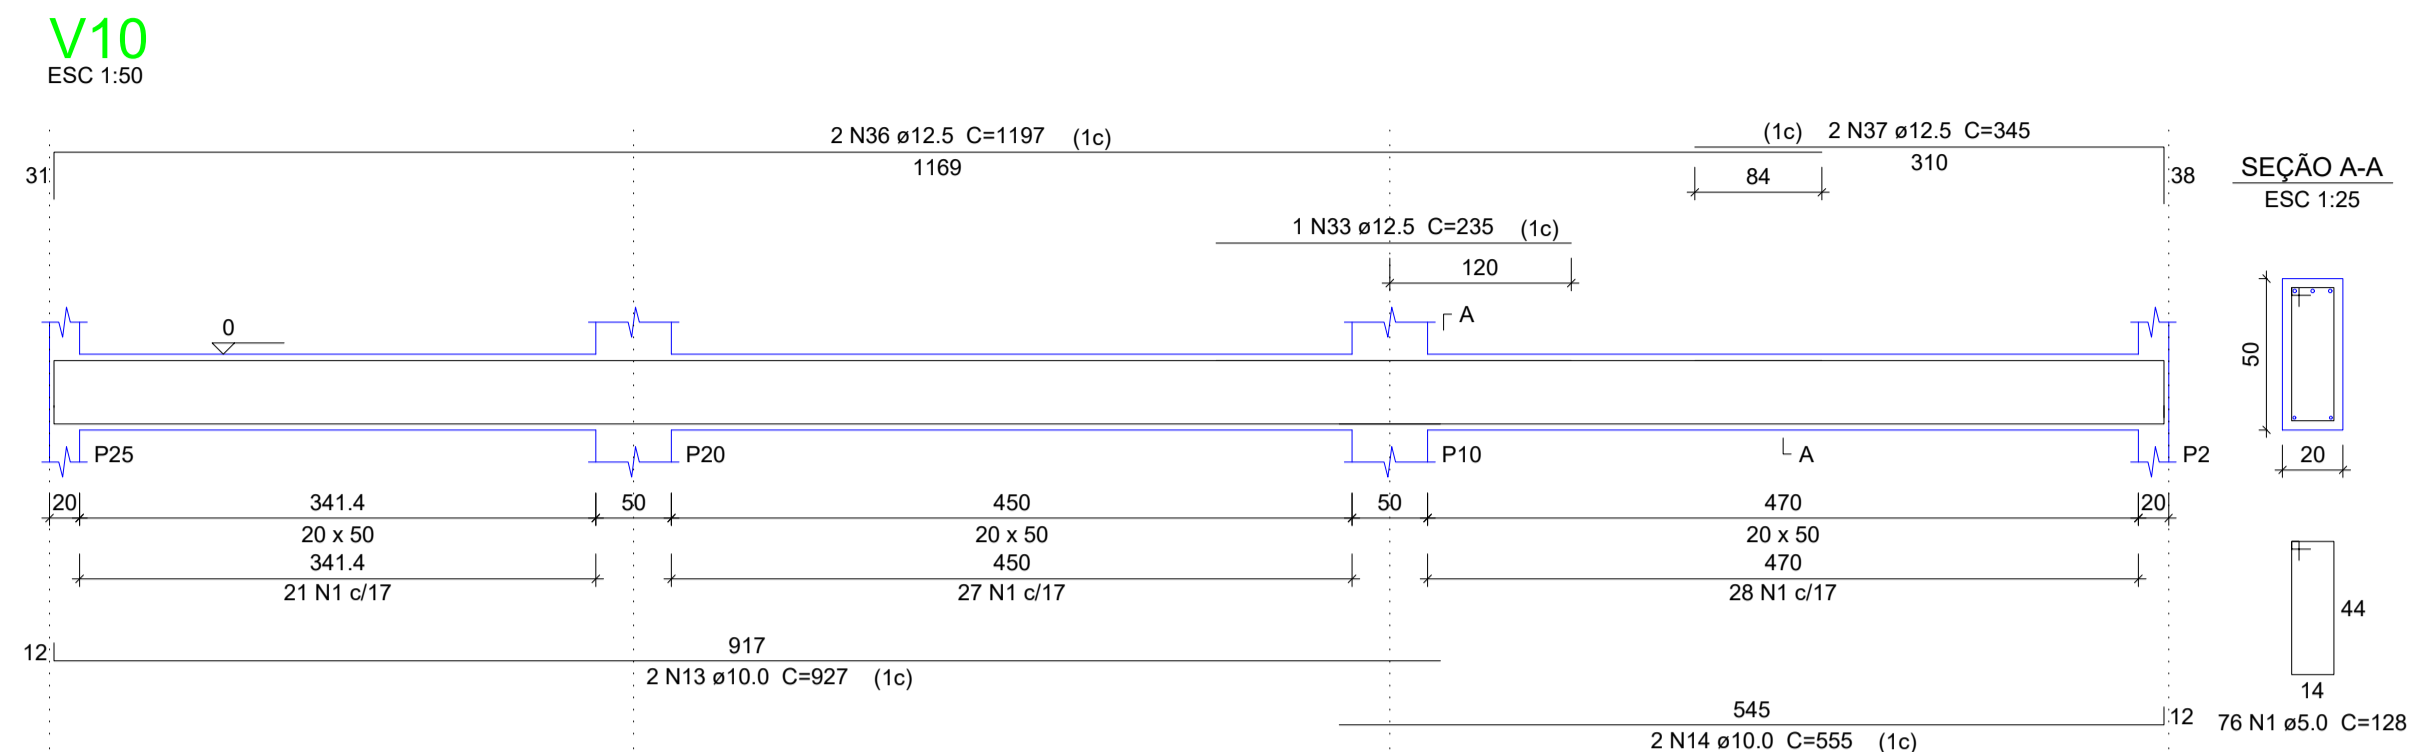 V10
ESC 1:50
2 N36 ø12.5 C=1197 (1c)
1169
31
(1c) 2 N37 ø12.5 C=345
310
84
38
SEÇÃO A-A
ESC 1:25
1 N33 ø12.5 C=235 (1c)
120
A
0
50
20
P25
P20
P10
A
P2
20
341.4
50
450
50
470
20
20 x 50
20 x 50
20 x 50
341.4
450
470
21 N1 c/17
27 N1 c/17
28 N1 c/17
44
14
76 N1 ø5.0 C=128
12
917
2 N13 ø10.0 C=927 (1c)
545
12
2 N14 ø10.0 C=555 (1c)